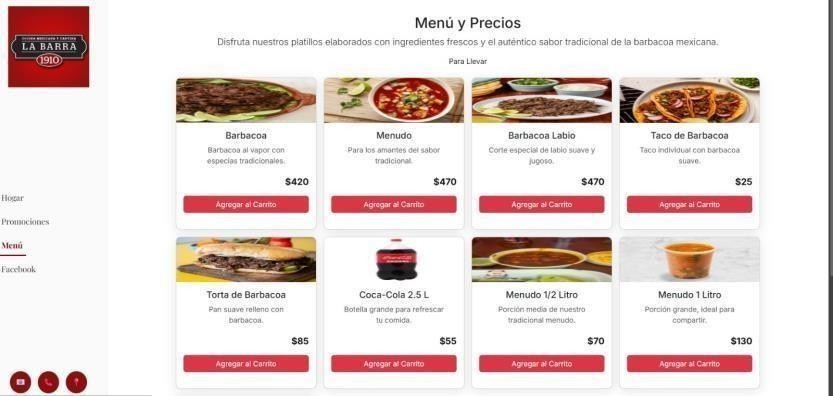 COCINA MEXICANA Y CANTINA
LA BARRA
1910
Hogar
Promociones
Menú
Facebook
Menú y Precios
Disfruta nuestros platillos elaborados con ingredientes frescos y el auténtico sabor tradicional de la barbacoa mexicana.
Para Llevar
Barbacoa
Barbacoa al vapor con
especias tradicionales.
$420
Agregar al Carrito
Menudo
Para los amantes del sabor
tradicional.
$470
Agregar al Carrito
Barbacoa Labio
Corte especial de labio suave y
jugoso.
$470
Agregar al Carrito
Taco de Barbacoa
Taco individual con barbacoa
suave.
$25
Agregar al Carrito
Torta de Barbacoa
Pan suave relleno con
barbacoa.
$85
Agregar al Carrito
Coca-Cola 2.5 L
Botella grande para refrescar
tu comida.
$55
Agregar al Carrito
Menudo 1/2 Litro
Porción media de nuestro
tradicional menudo.
$70
Agregar al Carrito
Menudo 1 Litro
Porción grande, ideal para
compartir.
$130
Agregar al Carrito